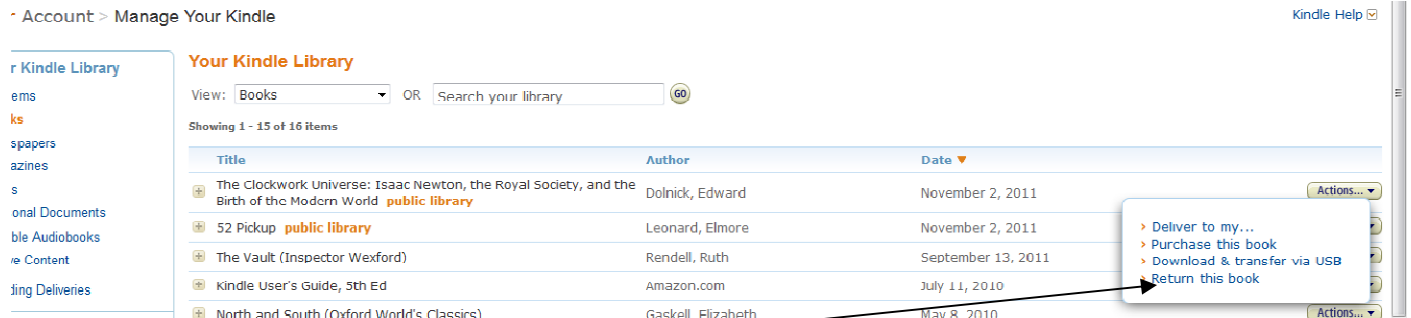 Account > Manage Your Kindle
Kindle Help
r Kindle Library
ems
ks
spapers
azines
s
onal Documents
ble Audiobooks
ve Content
ding Deliveries
Your Kindle Library
View: Books OR Search your library GO
Showing 1 - 15 of 16 items
Title Author Date
The Clockwork Universe: Isaac Newton, the Royal Society, and the
Birth of the Modern World public library
Dolnick, Edward November 2, 2011 Actions...
52 Pickup public library Leonard, Elmore November 2, 2011
The Vault (Inspector Wexford) Rendell, Ruth September 13, 2011
Kindle User's Guide, 5th Ed Amazon.com July 11, 2010
North and South (Oxford World's Classics) Gaskell, Elizabeth May 8, 2010 Actions...
Deliver to my...
Purchase this book
Download & transfer via USB
Return this book